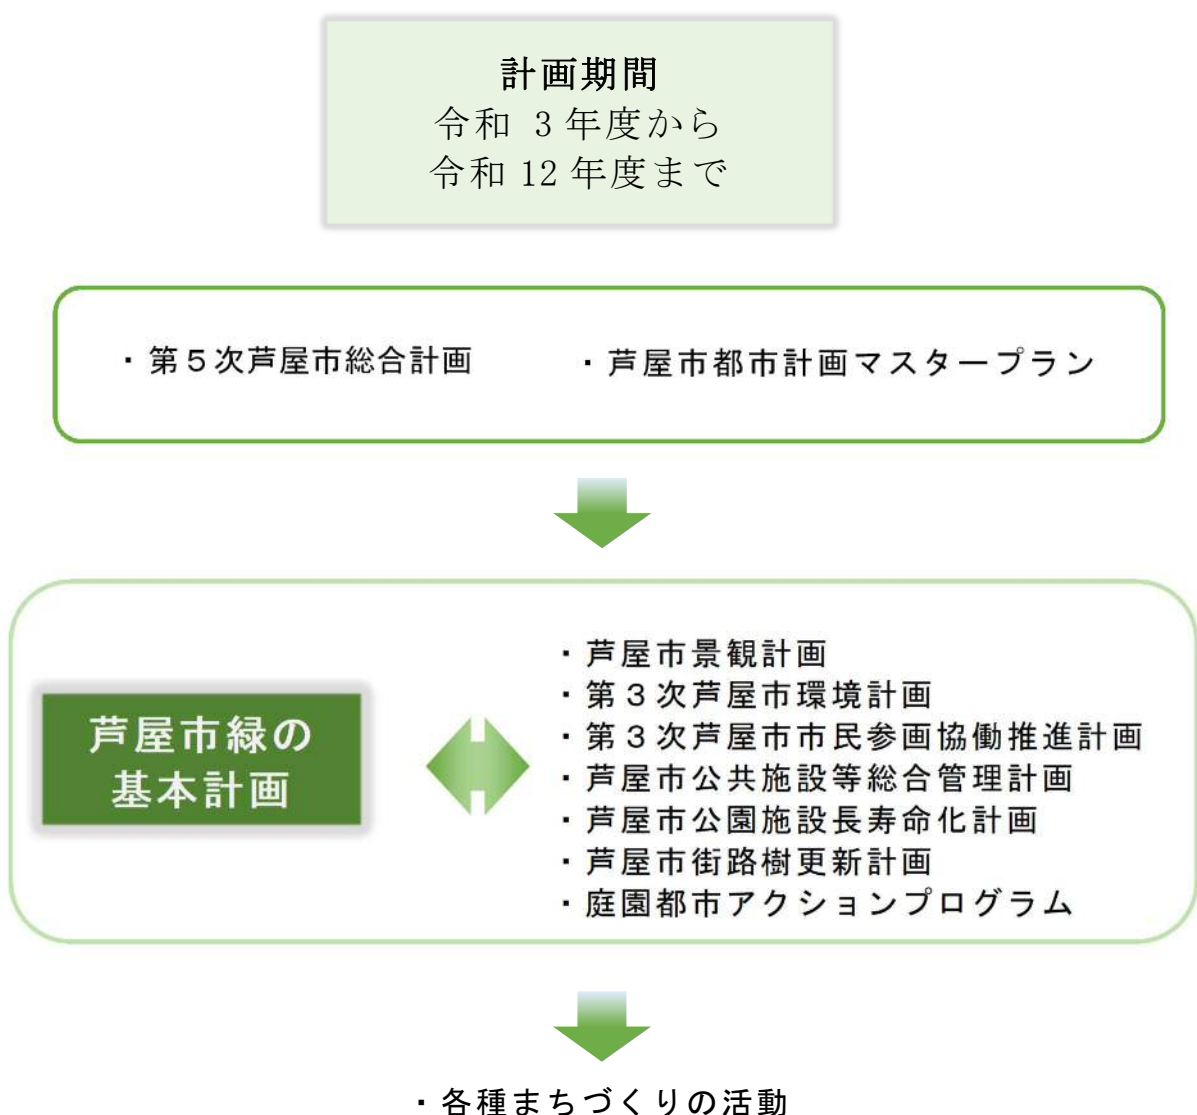 計画期間
令和 3年度から
令和12年度まで
・第５次芦屋市総合計画
・芦屋市都市計画マスタープラン
芦屋市緑の
基本計画
・芦屋市景観計画
・第３次芦屋市環境計画
・第３次芦屋市市民参画協働推進計画
・芦屋市公共施設等総合管理計画
・芦屋市公園施設長寿命化計画
・芦屋市街路樹更新計画
・庭園都市アクションプログラム
・各種まちづくりの活動